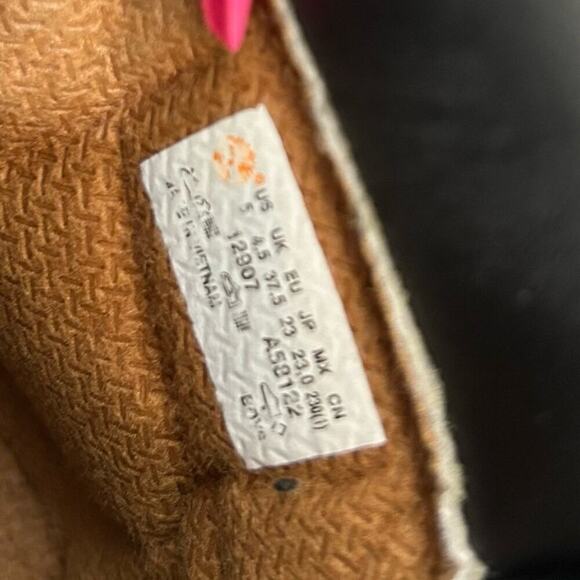 US UK EU JP MX CN
5 4.5 37.5 23 23.0 230(1)
12907 A58122
VIETNAM